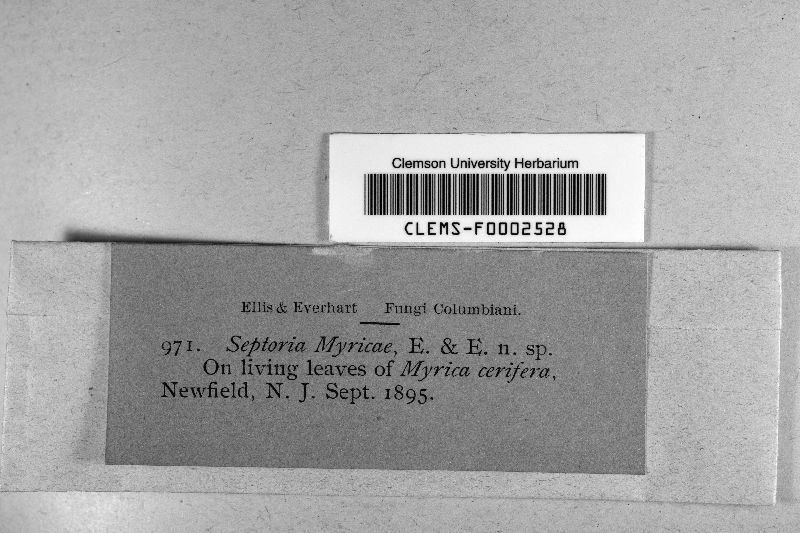 Clemson University Herbarium
CLEMS-F0002528
Ellis & Everhart Fungi Columbiani.
971. Septoria Myricae, E. & E. n. sp.
On living leaves of Myrica cerifera,
Newfield, N. J. Sept. 1895.